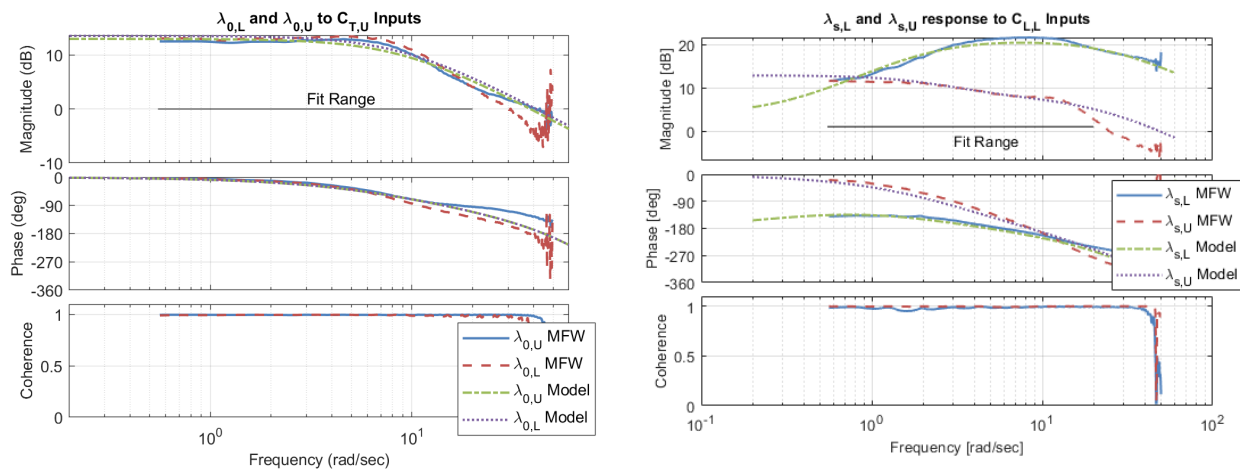 λ0,L and λ0,U to CT,U Inputs
10
0
-10
Magnitude (dB)
Fit Range
0
-90
-180
-270
-360
Phase (deg)
1
0.5
0
Coherence
λ0,U MFW
λ0,L MFW
λ0,U Model
λ0,L Model
10^0
10^1
Frequency (rad/sec)
λs,L and λs,U response to CL,L Inputs
20
10
0
Magnitude [dB]
Fit Range
0
-90
-180
-270
-360
Phase [deg]
λs,L MFW
λs,U MFW
λs,L Model
λs,U Model
1
0.5
0
Coherence
10^-1
10^0
10^1
10^2
Frequency [rad/sec]